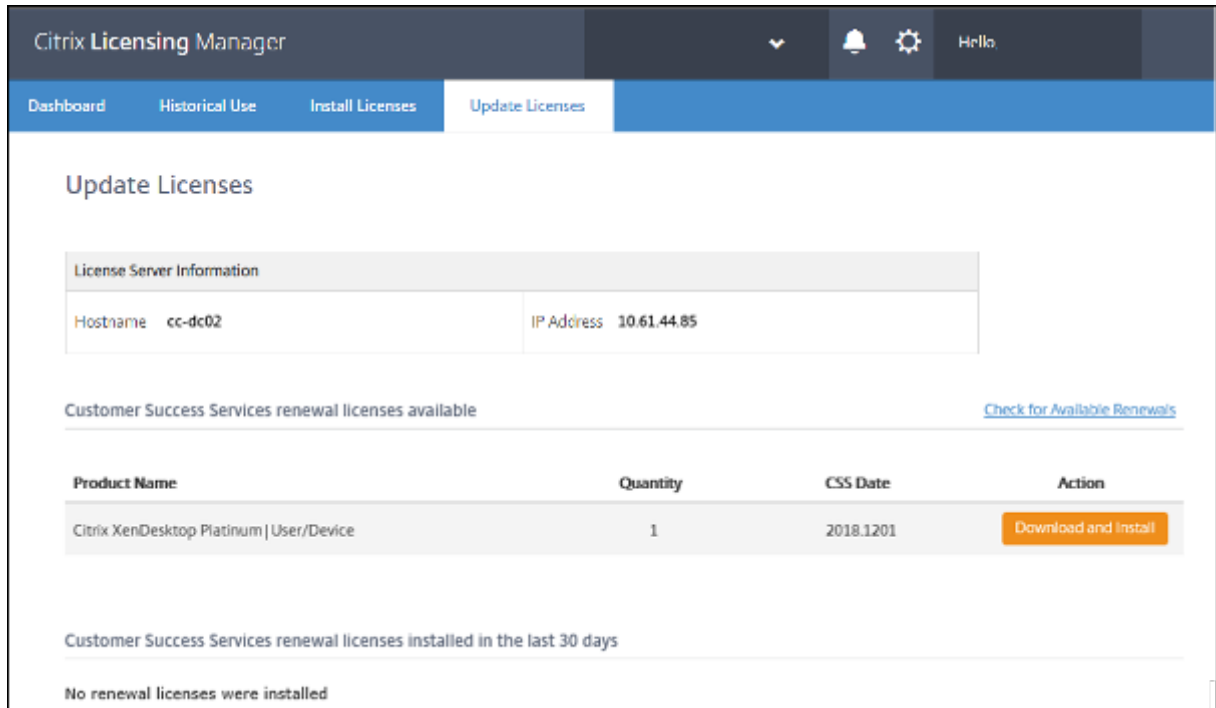 Citrix Licensing Manager
Hello,
Dashboard Historical Use Install Licenses Update Licenses
Update Licenses
License Server Information
Hostname cc-dc02 IP Address 10.61.44.85
Customer Success Services renewal licenses available Check for Available Renewals
Product Name Quantity CSS Date Action
Citrix XenDesktop Platinum|User/Device 1 2018.1201 Download and Install
Customer Success Services renewal licenses installed in the last 30 days
No renewal licenses were installed